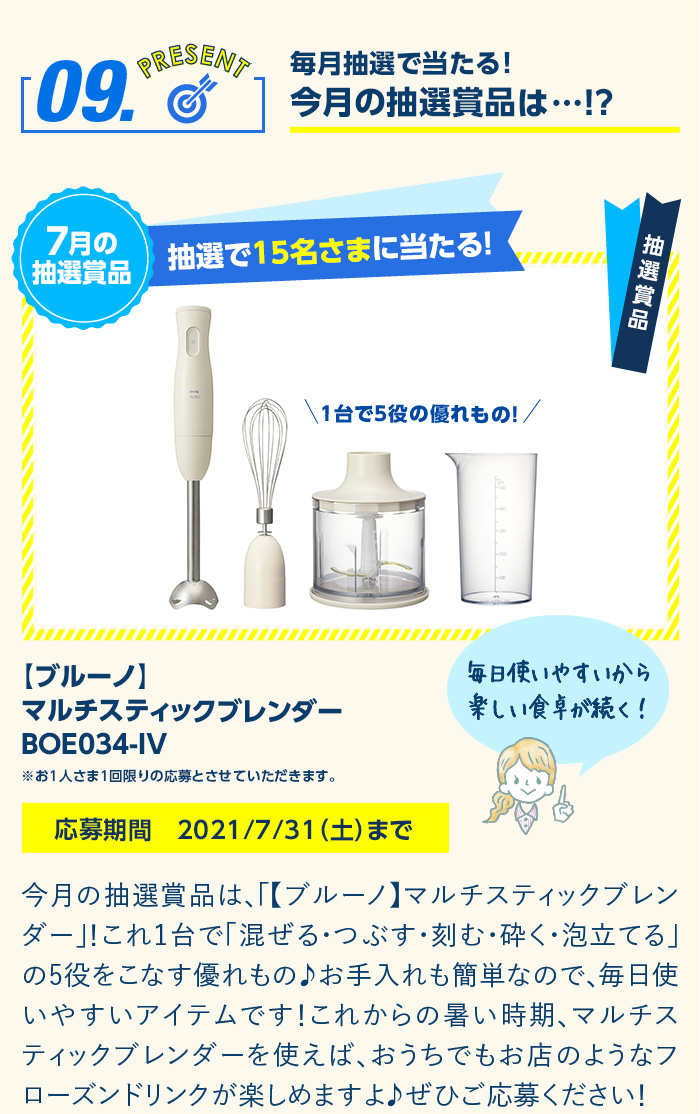 09.
PRESENT
毎月抽選で当たる!
今月の抽選賞品は…!?
7月の
抽選賞品
抽選で15名さまに当たる!
抽選賞品
1台で5役の優れもの!
【ブルーノ】
マルチスティックブレンダー
BOE034-IV
※お1人さま1回限りの応募とさせていただきます。
毎日使いやすいから
楽しい食卓が続く!
応募期間 2021/7/31(土)まで
今月の抽選賞品は、「【ブルーノ】マルチスティックブレン
ダー」!これ1台で「混ぜる・つぶす・刻む・砕く・泡立てる」
の5役をこなす優れもの♪お手入れも簡単なので、毎日使
いやすいアイテムです!これからの暑い時期、マルチス
ティックブレンダーを使えば、おうちでもお店のようなフ
ローズンドリンクが楽しめますよ♪ぜひご応募ください!